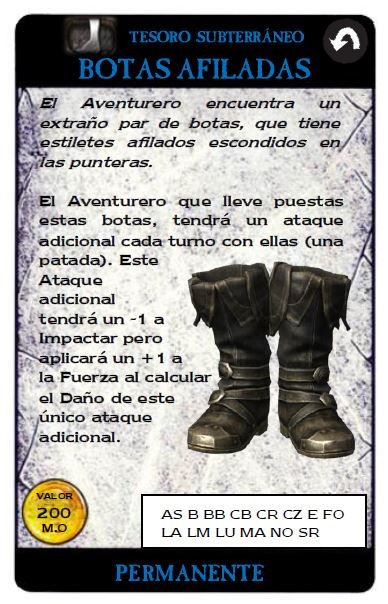 TESORO SUBTERRÁNEO
BOTAS AFILADAS
El Aventurero encuentra un
extraño par de botas, que tiene
estiletes afilados escondidos en
las punteras.
El Aventurero que lleve puestas
estas botas, tendrá un ataque
adicional cada turno con ellas (una
patada). Este
Ataque
adicional
tendrá un -1 a
Impactar pero
aplicará un +1 a
la Fuerza al calcular
el Daño de este
único ataque
adicional.
VALOR
200
M.O
AS B BB CB CR CZ E FO
LA LM LU MA NO SR
PERMANENTE